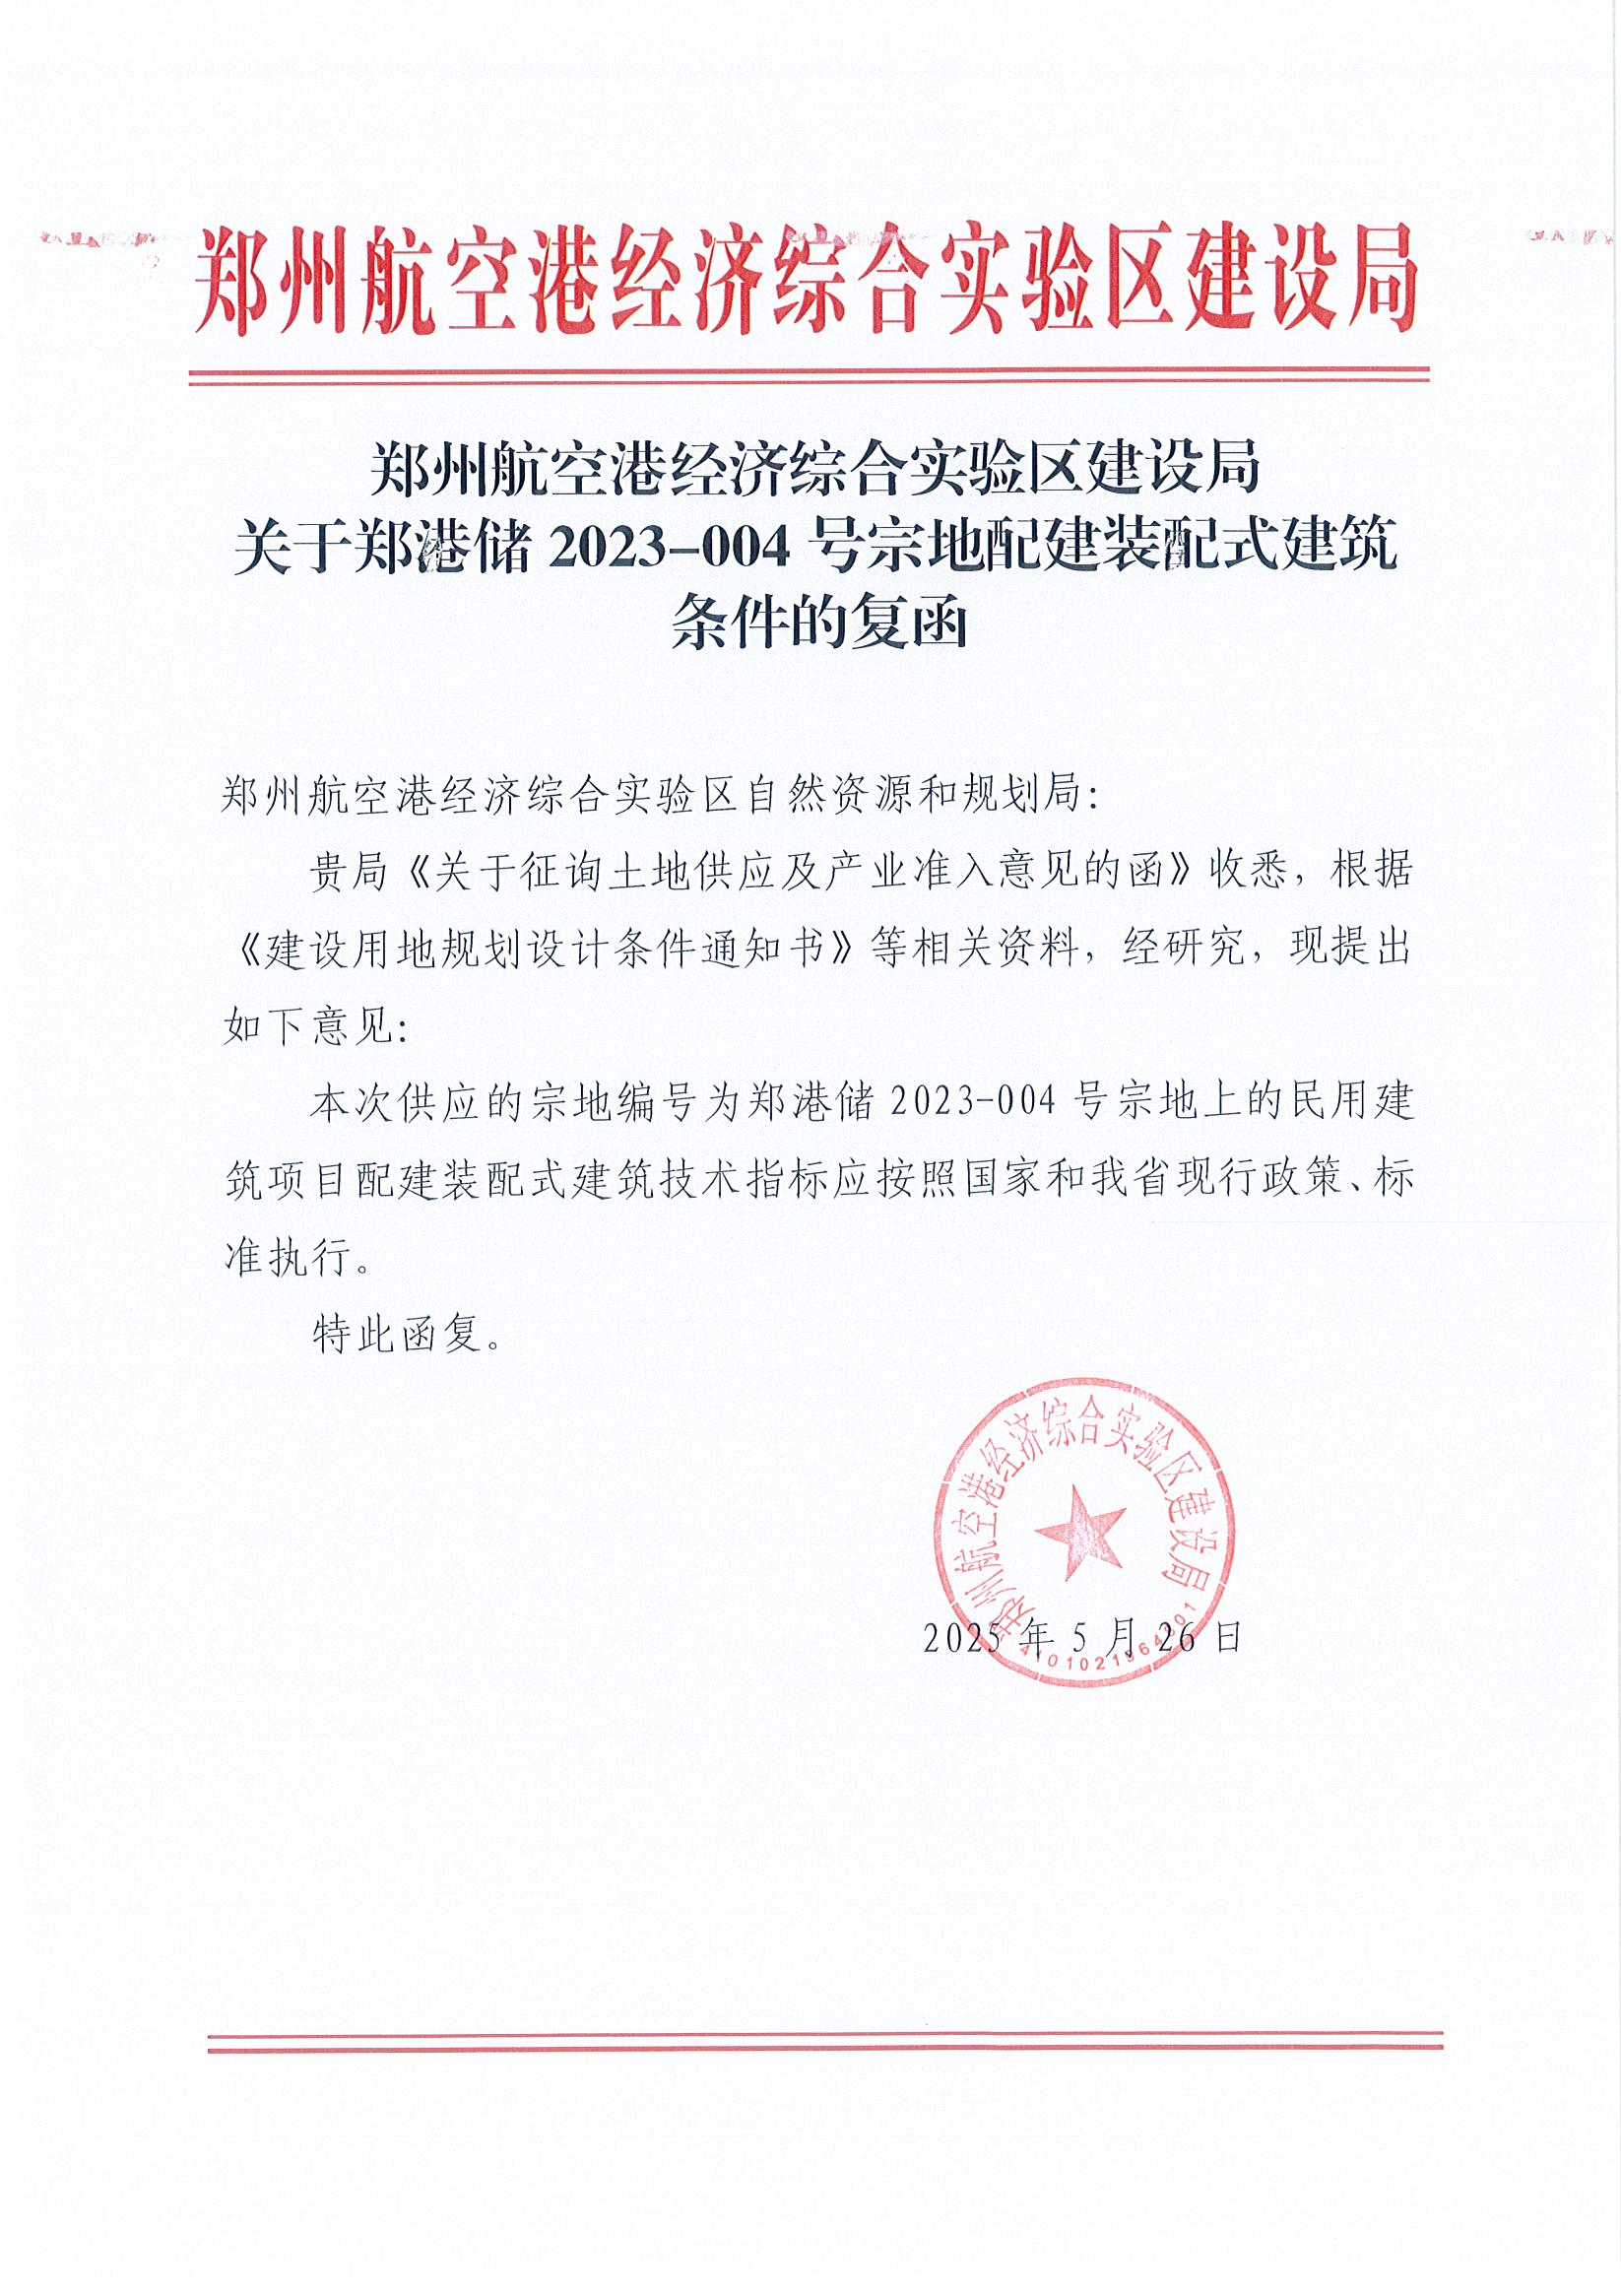 郑州航空港经济综合实验区建设局
郑州航空港经济综合实验区建设局
关于郑港储 2023-004 号宗地配建装配式建筑
条件的复函
郑州航空港经济综合实验区自然资源和规划局:
贵局《关于征询土地供应及产业准入意见的函》收悉，根据
《建设用地规划设计条件通知书》等相关资料，经研究，现提出
如下意见:
本次供应的宗地编号为郑港储 2023-004 号宗地上的民用建
筑项目配建装配式建筑技术指标应按照国家和我省现行政策、标
准执行。
特此函复。
郑州航空港经济综合实验区建设局
2025 年 5 月 26 日